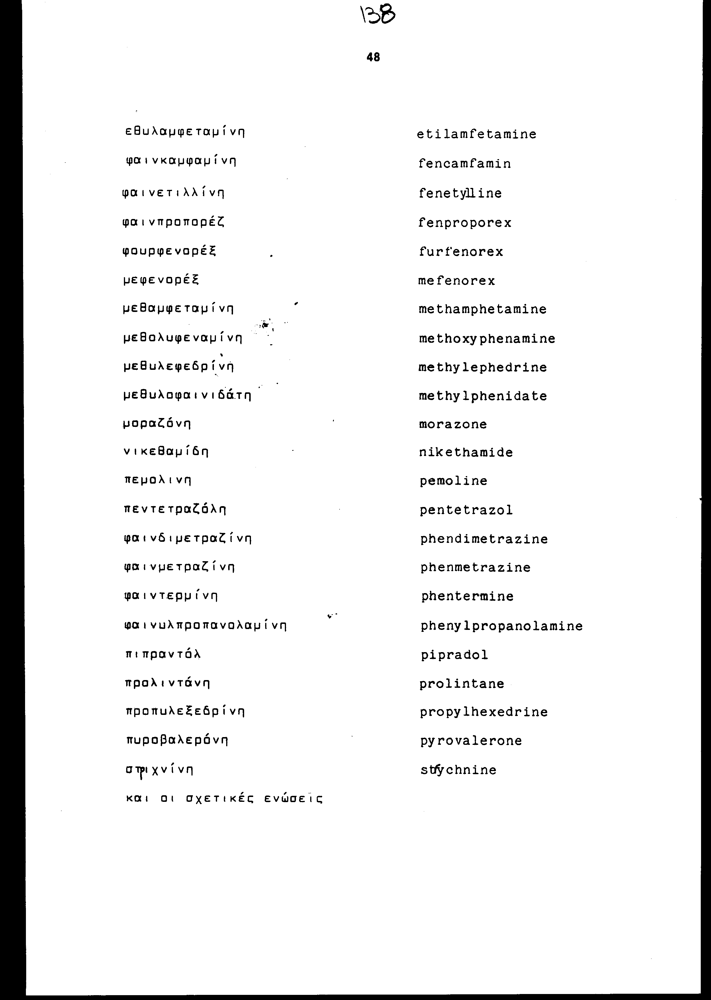 138
48
εθυλαμφεταμίνη etilamfetamine
φαινκαμφαμίνη fencamfamin
φαινετιλλίνη fenetylline
φαινπροπορέζ fenproporex
φουρφενορέξ furfenorex
μεφενορέξ mefenorex
μεθαμφεταμίνη methamphetamine
μεθολυφεναμίνη methoxyphenamine
μεθυλεφεδρίνη methylephedrine
μεθυλοφαινιδάτη methylphenidate
μοραζόνη morazone
νικεθαμίδη nikethamide
πεμολινη pemoline
πεντετραζόλη pentetrazol
φαινδιμετραζίνη phendimetrazine
φαινμετραζίνη phenmetrazine
φαιντερμίνη phentermine
φαινυλπροπανολαμίνη phenylpropanolamine
πιπραντόλ pipradol
προλιντάνη prolintane
προπυλεξεδρίνη propylhexedrine
πυροβαλερόνη pyrovalerone
στριχνίνη strychnine
και οι σχετικές ενώσεις